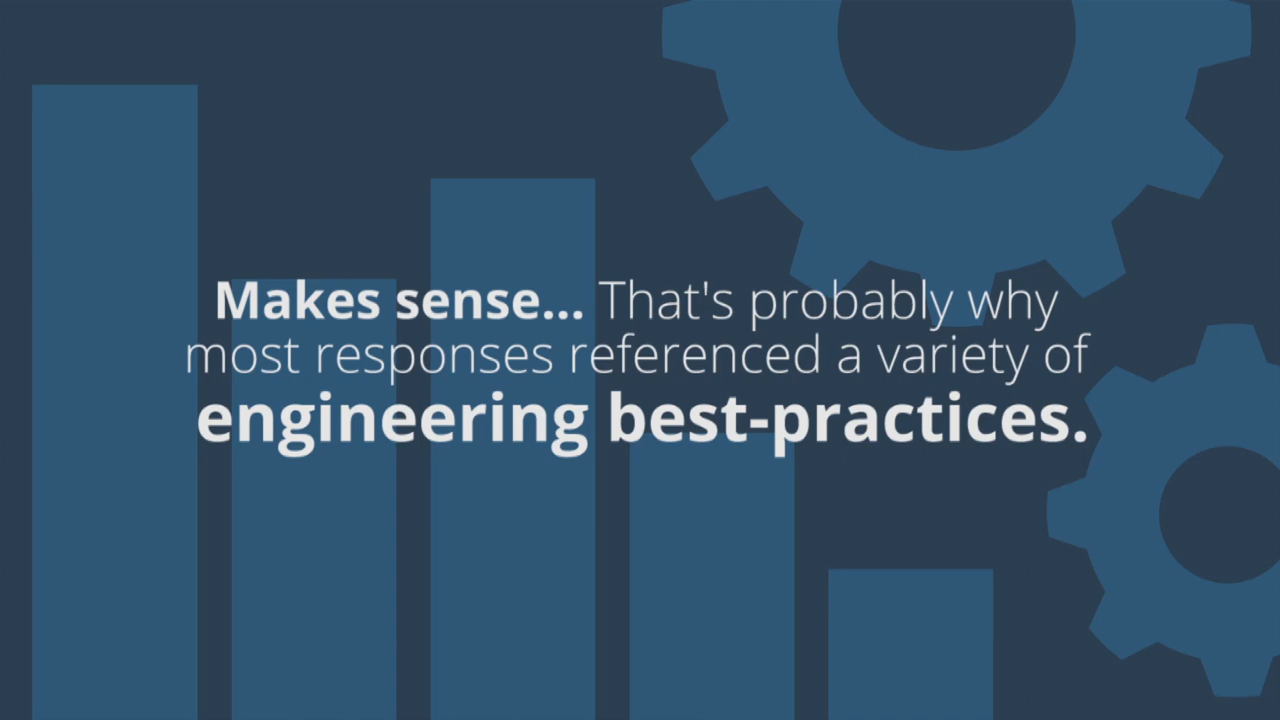 Makes sense... That's probably why
most responses referenced a variety of
engineering best-practices.